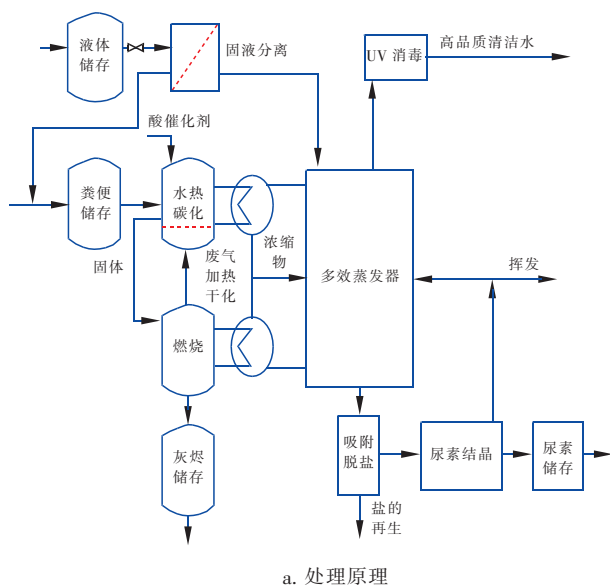 液体
储存
固液分离
UV 消毒
高品质清洁水
酸催化剂
粪便
储存
水热
碳化
固体
废气
加热
干化
浓缩
物
多效蒸发器
挥发
燃烧
灰烬
储存
吸附
脱盐
尿素结晶
尿素
储存
盐的
再生
a. 处理原理